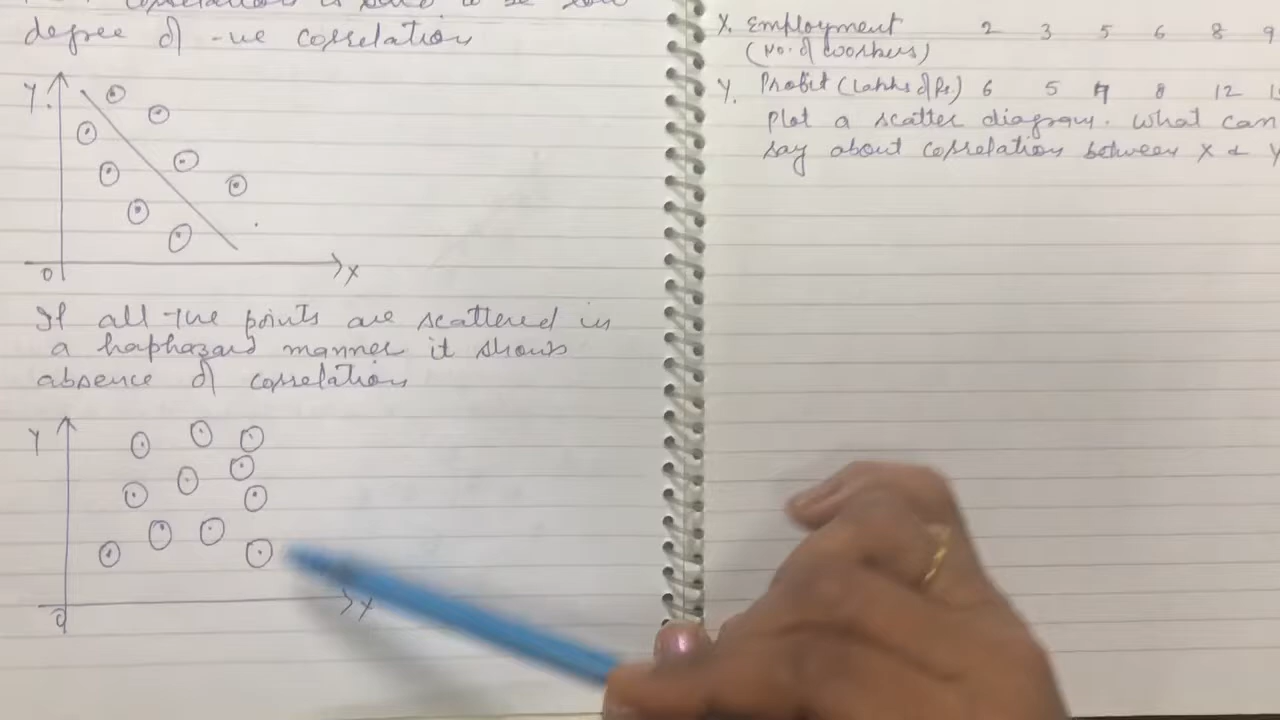 degree of -ve correlation
Y
O
X
If all the points are scattered in
a haphazard manner it shows
absence of correlation
Y
O
X
X. Employment 2 3 5 6 8 9
(No. of workers)
Y. Profit (Lakhs of Rs.) 6 5 7 8 12
Plot a scatter diagram. What can
say about correlation between X & Y